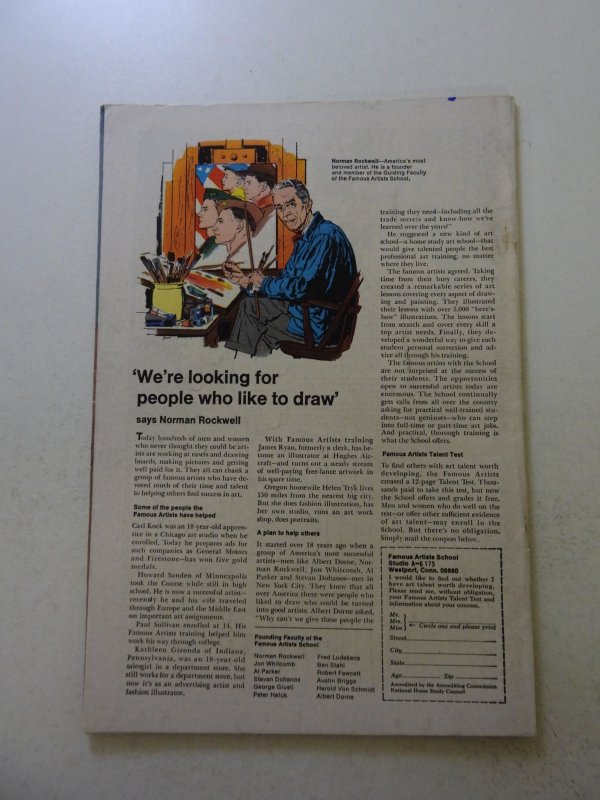 Norman Rockwell—America's most
beloved artist. He is a founder
and member of the Guiding Faculty
of the Famous Artists School.
'We're looking for
people who like to draw'
says Norman Rockwell
Today hundreds of men and women
who never thought they could be art-
ists are working at easels and drawing
boards, making pictures and getting
well paid for it. They all can thank a
group of famous artists who have de-
voted much of their time and talent
to helping others find success in art.
Some of the people the
Famous Artists have helped
Carl Kock was an 18-year-old appren-
tice in a Chicago art studio when he
enrolled. Today he prepares ads for
such companies as General Motors
and Firestone—has won five gold
medals.
Howard Sanden of Minneapolis
took the Course while still in high
school. He is now a successful artist—
recently he and his wife traveled
through Europe and the Middle East
on important art assignments.
Paul Sullivan enrolled at 14. His
Famous Artists training helped him
work his way through college.
Kathleen Gironda of Indiana,
Pennsylvania, was an 18-year-old
salesgirl in a department store. She
still works for a department store, but
now it's as an advertising artist and
fashion illustrator.
With Famous Artists training
James Ryan, formerly a clerk, has be-
come an illustrator at Hughes Air-
craft—and turns out a steady stream
of well-paying free-lance artwork in
his spare time.
Oregon housewife Helen Tryk lives
150 miles from the nearest big city.
But she does fashion illustration, has
her own studio, runs an art work
shop, does portraits.
A plan to help others
It started over 18 years ago when a
group of America's most successful
artists—men like Albert Dorne, Nor-
man Rockwell, Jon Whitcomb, Al
Parker and Stevan Dohanos—met in
New York City. They knew that all
over America there were people who
liked to draw who could be turned
into good artists. Albert Dorne asked,
"Why can't we give these people the
Founding Faculty of the
Famous Artists School
Norman Rockwell
Jon Whitcomb
Al Parker
Stevan Dohanos
George Giusti
Peter Helck
Fred Ludekens
Ben Stahl
Robert Fawcett
Austin Briggs
Harold Von Schmidt
Albert Dorne
training they need—including all the
trade secrets and know-how we've
learned over the years?"
He suggested a new kind of art
school—a home study art school—that
would give talented people the best
professional art training, no matter
where they live.
The famous artists agreed. Taking
time from their busy careers, they
created a remarkable series of art
lessons covering every aspect of draw-
ing and painting. They illustrated
their lessons with over 5,000 "here's-
how" illustrations. The lessons start
from scratch and cover every skill a
top artist needs. Finally, they de-
veloped a wonderful way to give each
student personal correction and ad-
vice all through his training.
The famous artists with the School
are not surprised at the success of
their students. The opportunities
open to successful artists today are
enormous. The School continually
gets calls from all over the country
asking for practical well-trained stu-
dents—not geniuses—who can step
into full-time or part-time art jobs.
And practical, thorough training is
what the School offers.
Famous Artists Talent Test
To find others with art talent worth
developing, the Famous Artists
created a 12-page Talent Test. Thou-
sands paid to take this test, but now
the School offers and grades it free.
Men and women who do well on the
test—or offer other sufficient evidence
of art talent—may enroll in the
School. But there's no obligation.
Simply mail the coupon below.
Famous Artists School
Studio
Westport, Conn. 06880
I would like to find out whether I
have art talent worth developing.
Please send me, without obligation,
your Famous Artists Talent Test and
information about your courses.
Mr.
Mrs.
Miss
← Circle one and please print
Street
City
State
Age Zip
Accredited by the Accrediting Commission
National Home Study Council